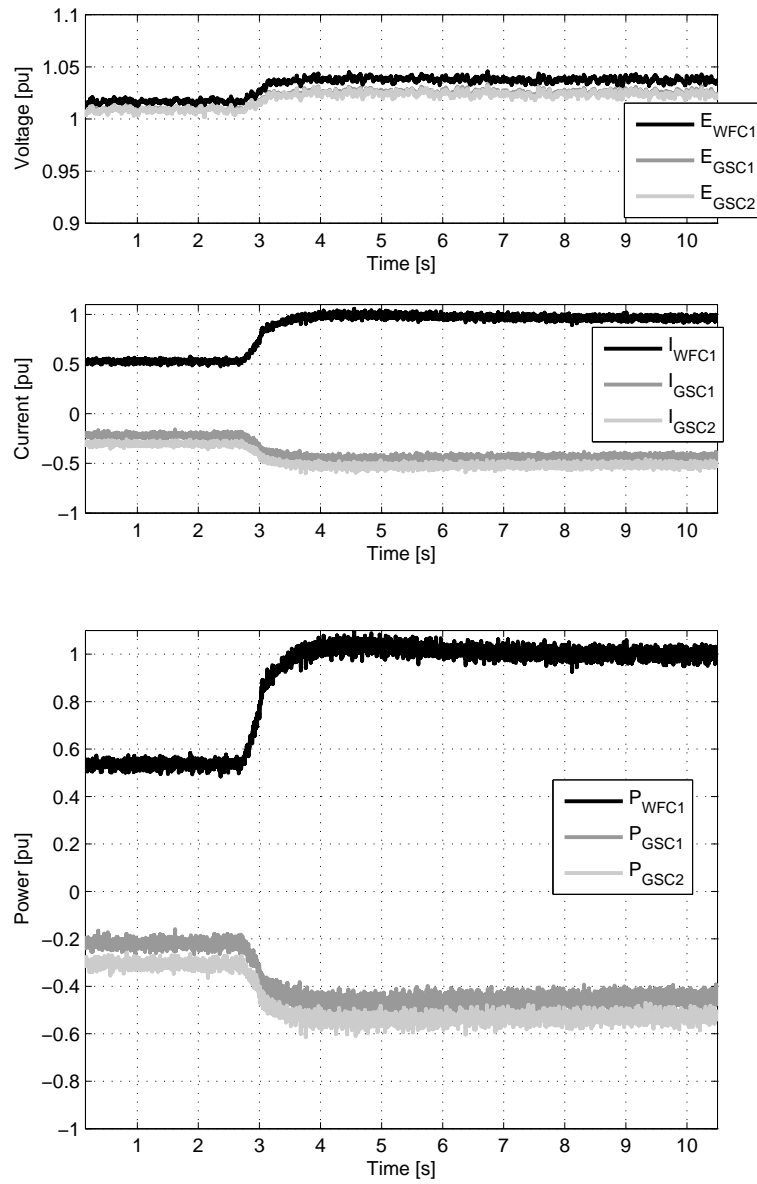 1.1
1.05
1
0.95
0.9
Voltage [pu]
1 2 3 4 5 6 7 8 9 10
Time [s]
E_WFC1
E_GSC1
E_GSC2
1
0.5
0
−0.5
−1
Current [pu]
1 2 3 4 5 6 7 8 9 10
Time [s]
I_WFC1
I_GSC1
I_GSC2
1
0.8
0.6
0.4
0.2
0
−0.2
−0.4
−0.6
−0.8
−1
Power [pu]
1 2 3 4 5 6 7 8 9 10
Time [s]
P_WFC1
P_GSC1
P_GSC2